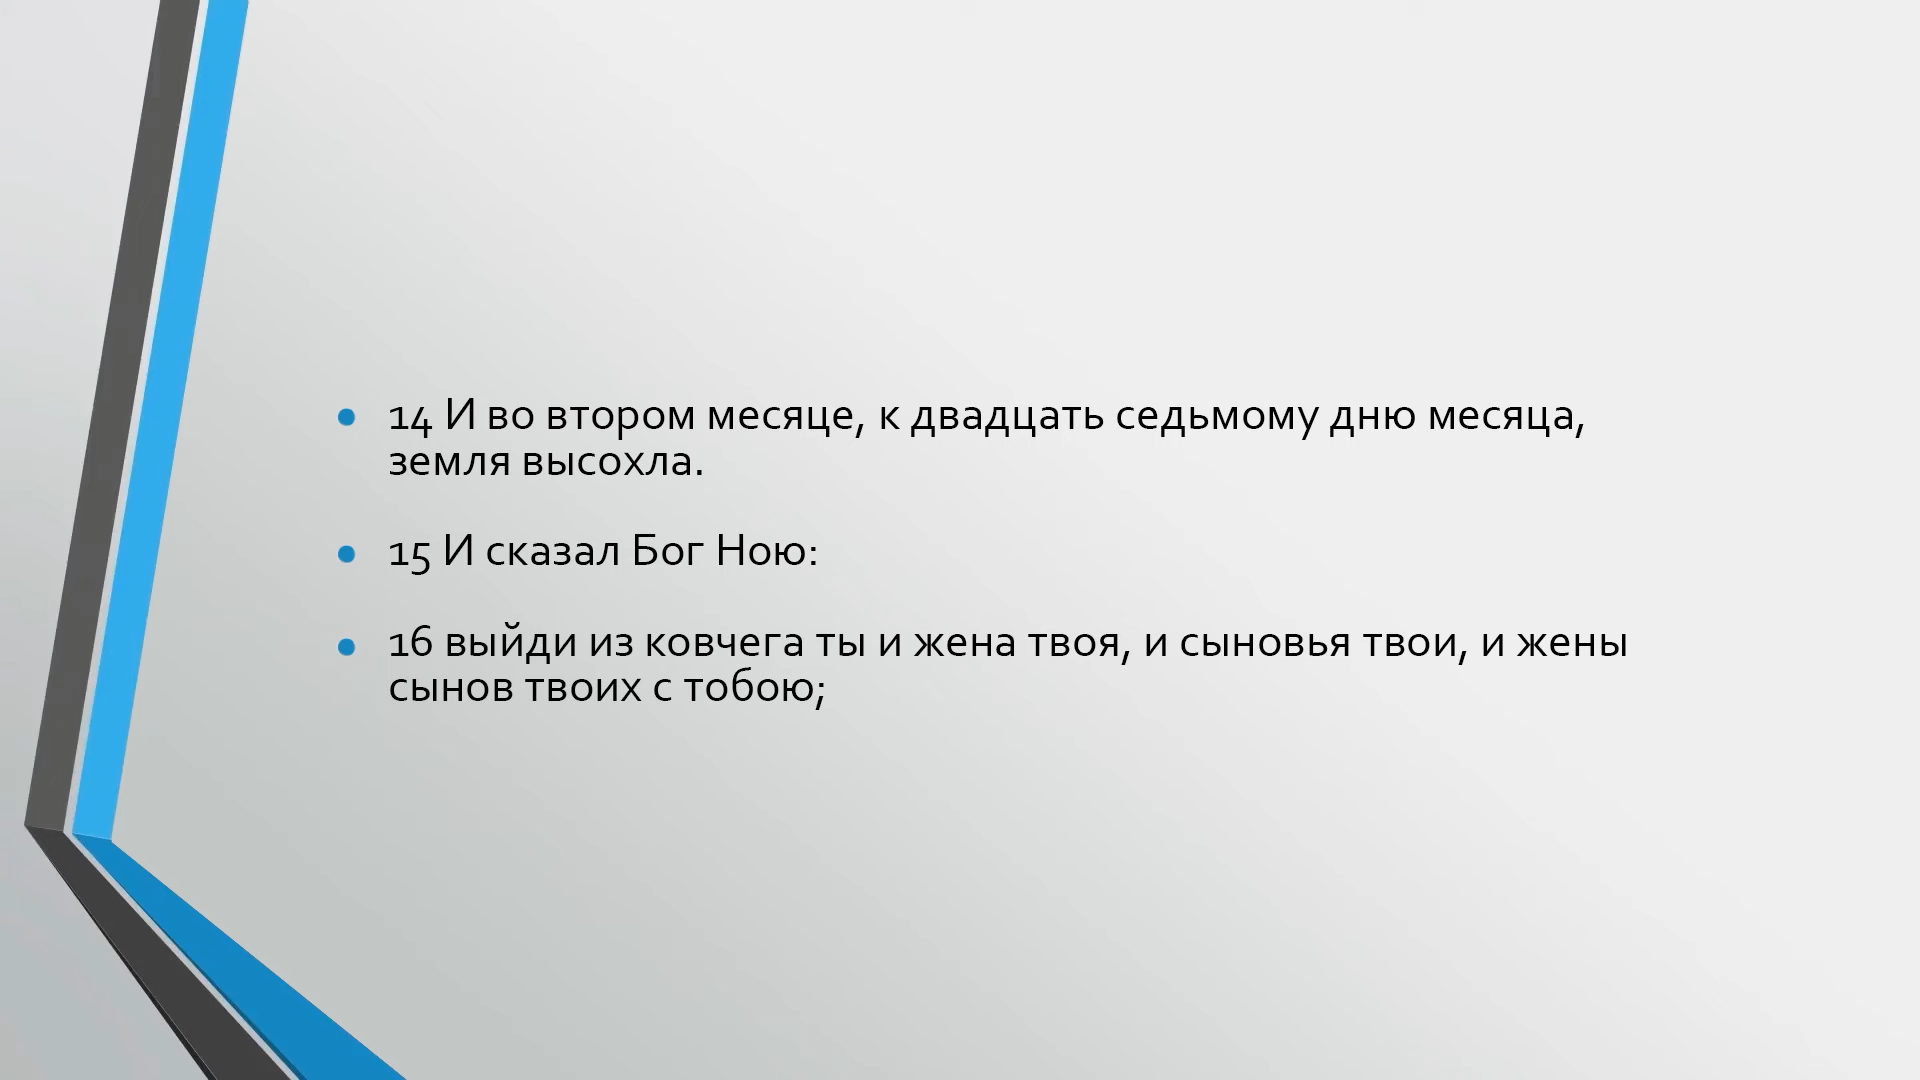 14 И во втором месяце, к двадцать седьмому дню месяца,
земля высохла.
15 И сказал Бог Ною:
16 выйди из ковчега ты и жена твоя, и сыновья твои, и жены
сынов твоих с тобою;